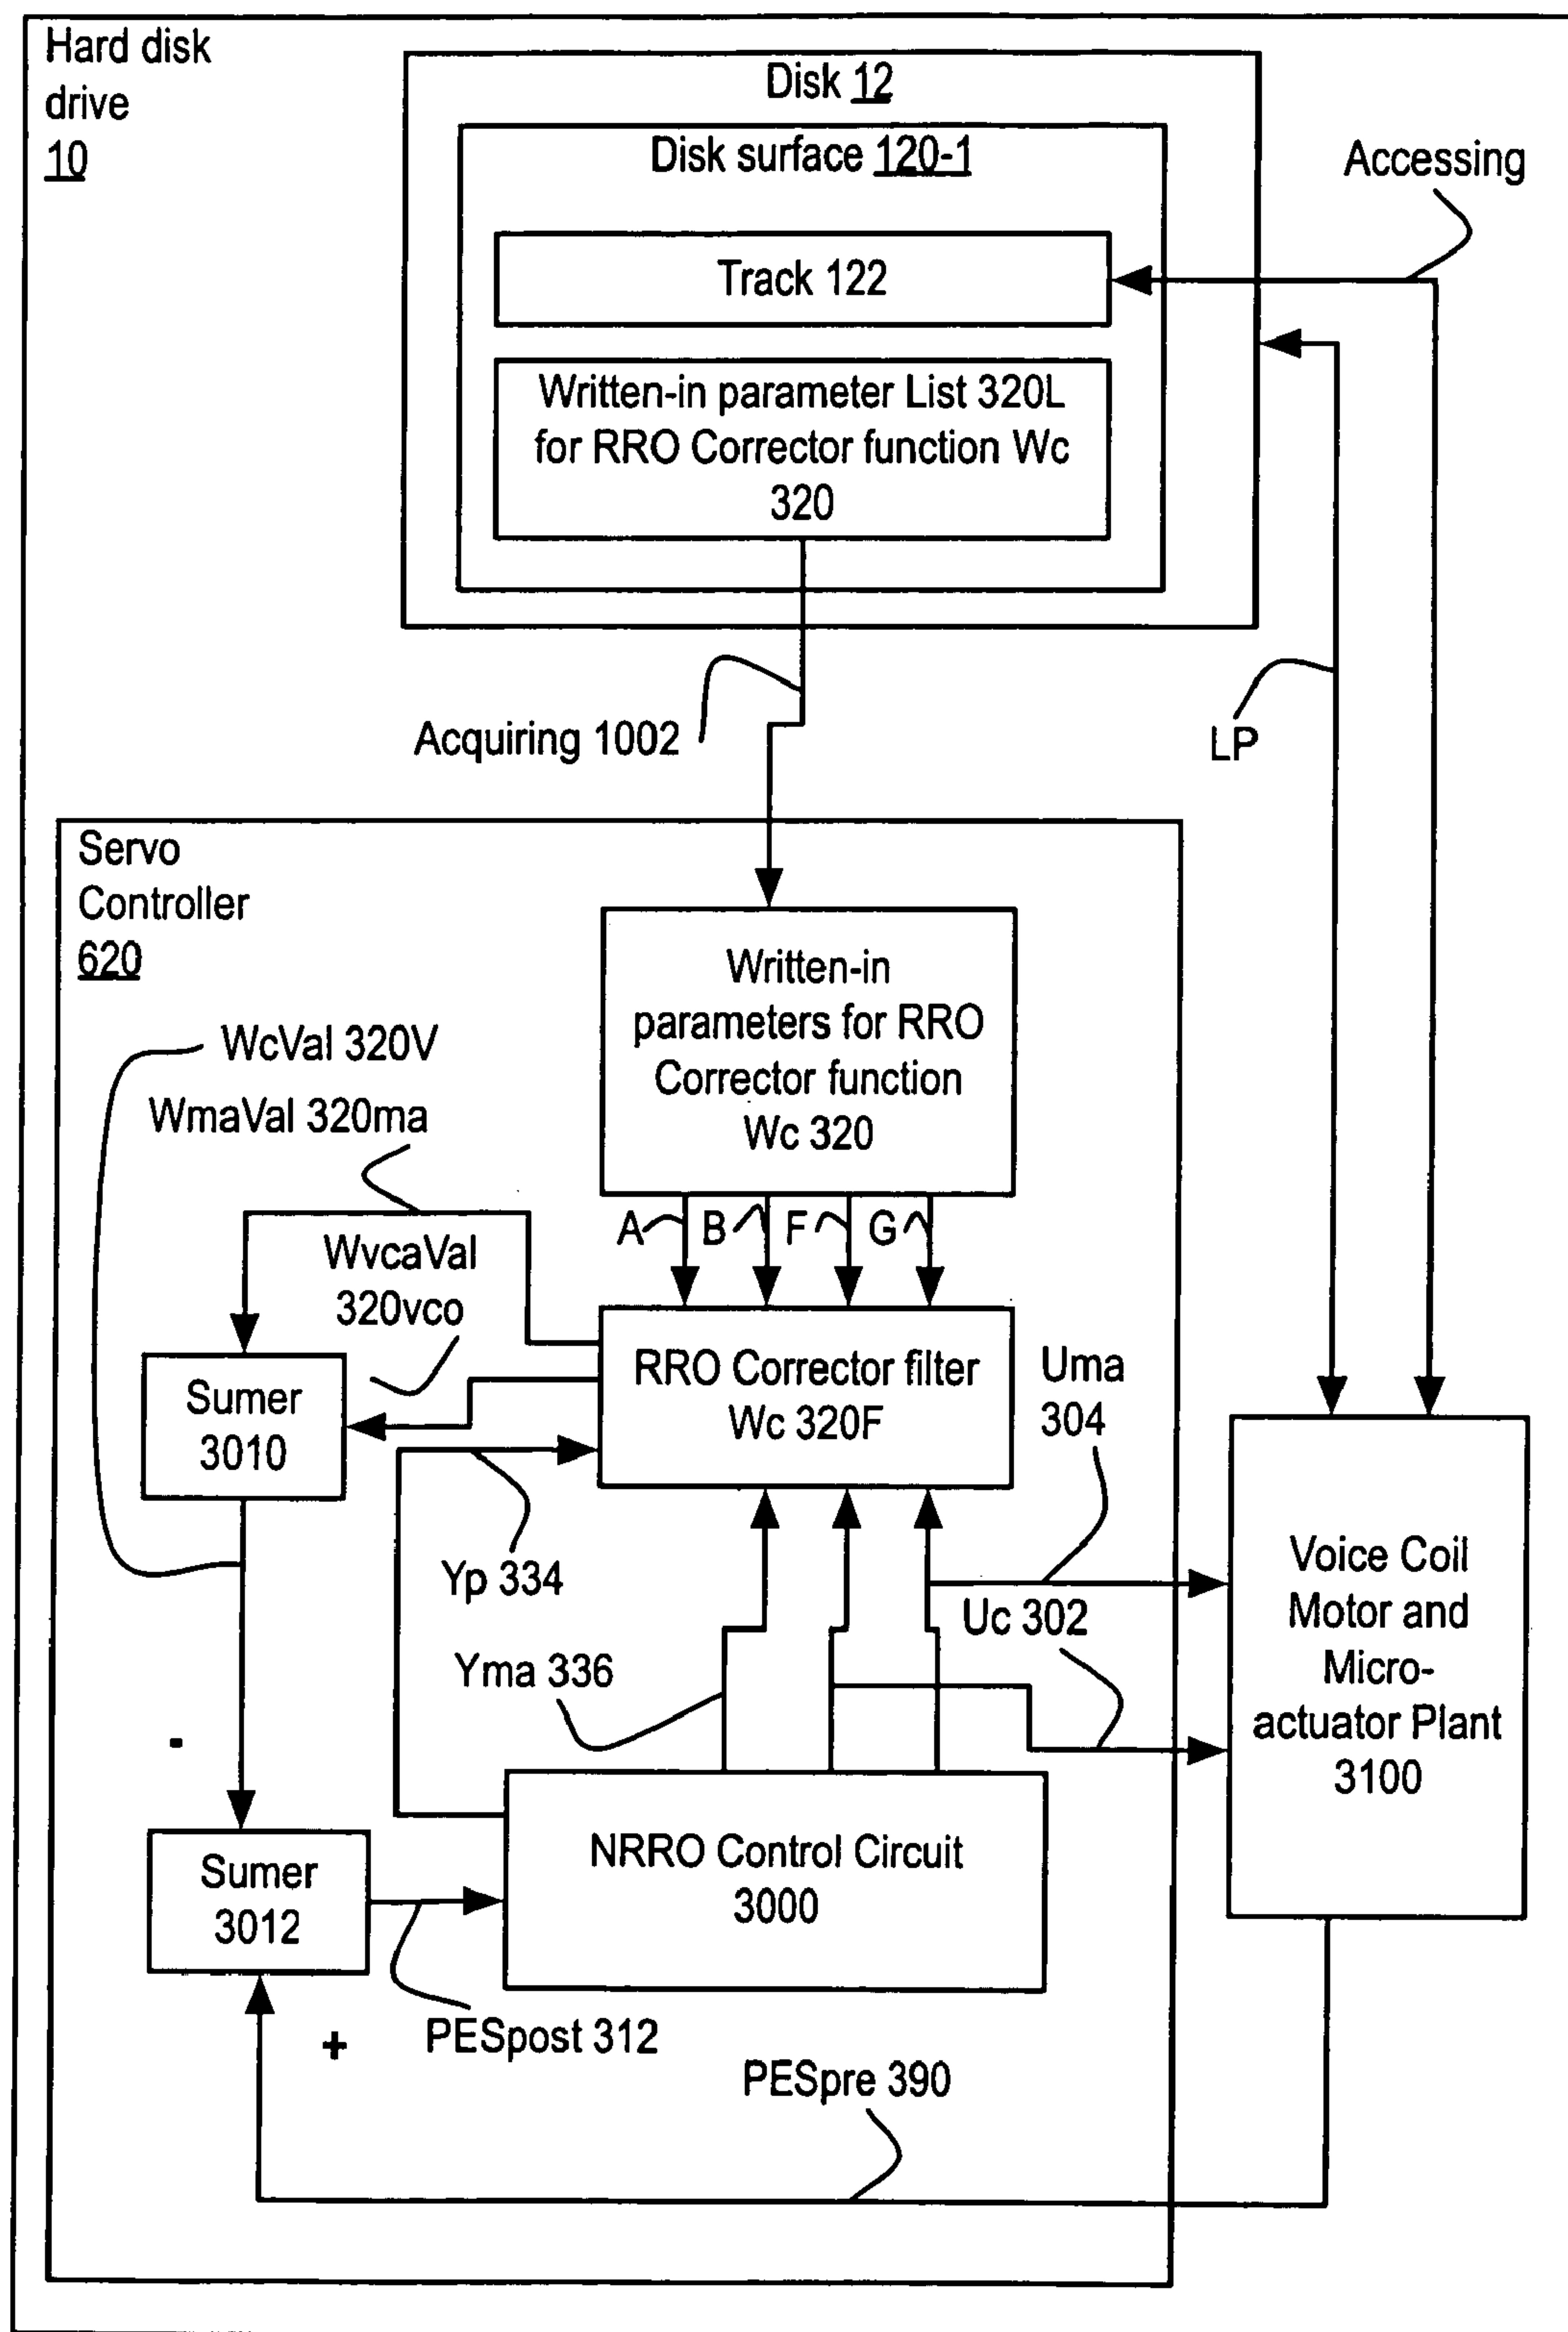 Hard disk
drive
10
Disk 12
Disk surface 120-1
Accessing
Track 122
Written-in parameter List 320L
for RRO Corrector function Wc
320
Acquiring 1002
LP
Servo
Controller
620
Written-in
parameters for RRO
Corrector function
Wc 320
WcVal 320V
WmaVal 320ma
A
B
F
G
WvcaVal
320vco
RRO Corrector filter
Wc 320F
Uma
304
Sumer
3010
Yp 334
Uc 302
Voice Coil
Motor and
Micro-
actuator Plant
3100
Yma 336
-
NRRO Control Circuit
3000
Sumer
3012
+
PESpost 312
PESpre 390